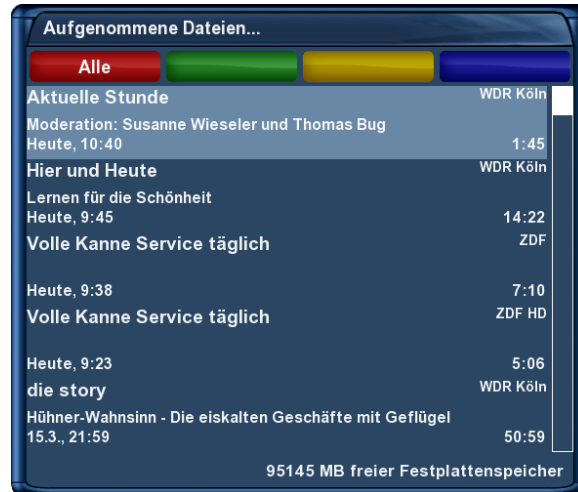 Aufgenommene Dateien...
Alle
Aktuelle Stunde WDR Köln
Moderation: Susanne Wieseler und Thomas Bug
Heute, 10:40 1:45
Hier und Heute WDR Köln
Lernen für die Schönheit
Heute, 9:45 14:22
Volle Kanne Service täglich ZDF
Heute, 9:38 7:10
Volle Kanne Service täglich ZDF HD
Heute, 9:23 5:06
die story WDR Köln
Hühner-Wahnsinn - Die eiskalten Geschäfte mit Geflügel
15.3., 21:59 50:59
95145 MB freier Festplattenspeicher